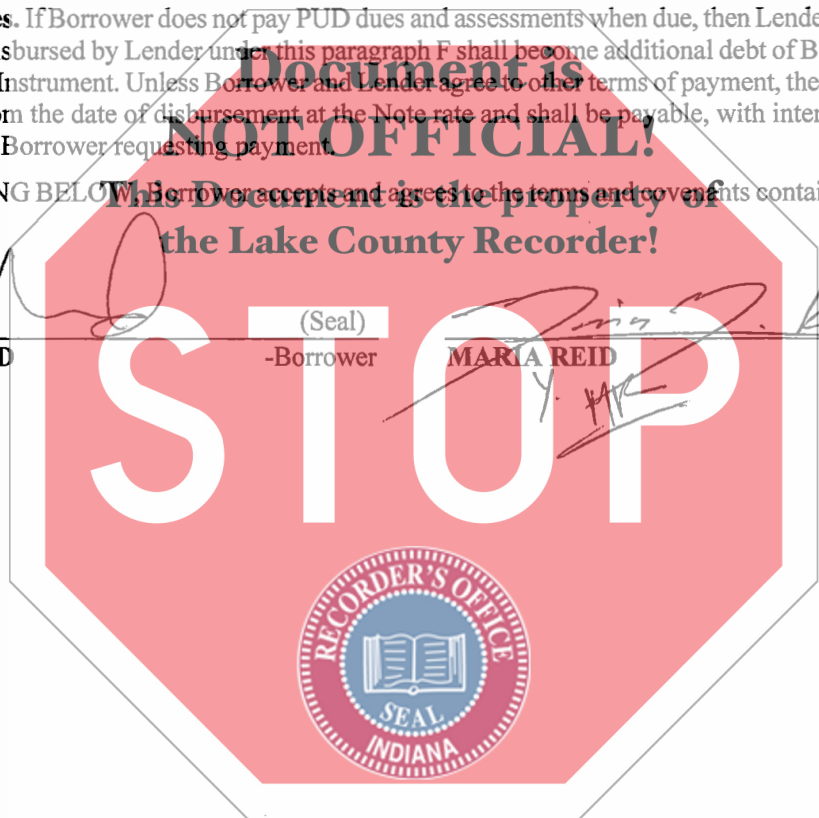 es. If Borrower does not pay PUD dues and assessments when due, then Lende
sbursed by Lender under this paragraph F shall become additional debt of B
Instrument. Unless Borrower and Lender agree to other terms of payment, the
om the date of disbursement at the Note rate and shall be payable, with inter
Borrower requesting payment.
NG BELOW, Borrower accepts and agrees to the terms and covenants contai
Document is
NOT OFFICIAL!
This Document is the property of
the Lake County Recorder!
(Seal)
D -Borrower MARIA REID
STOP
RECORDER'S OFFICE
SEAL
INDIANA